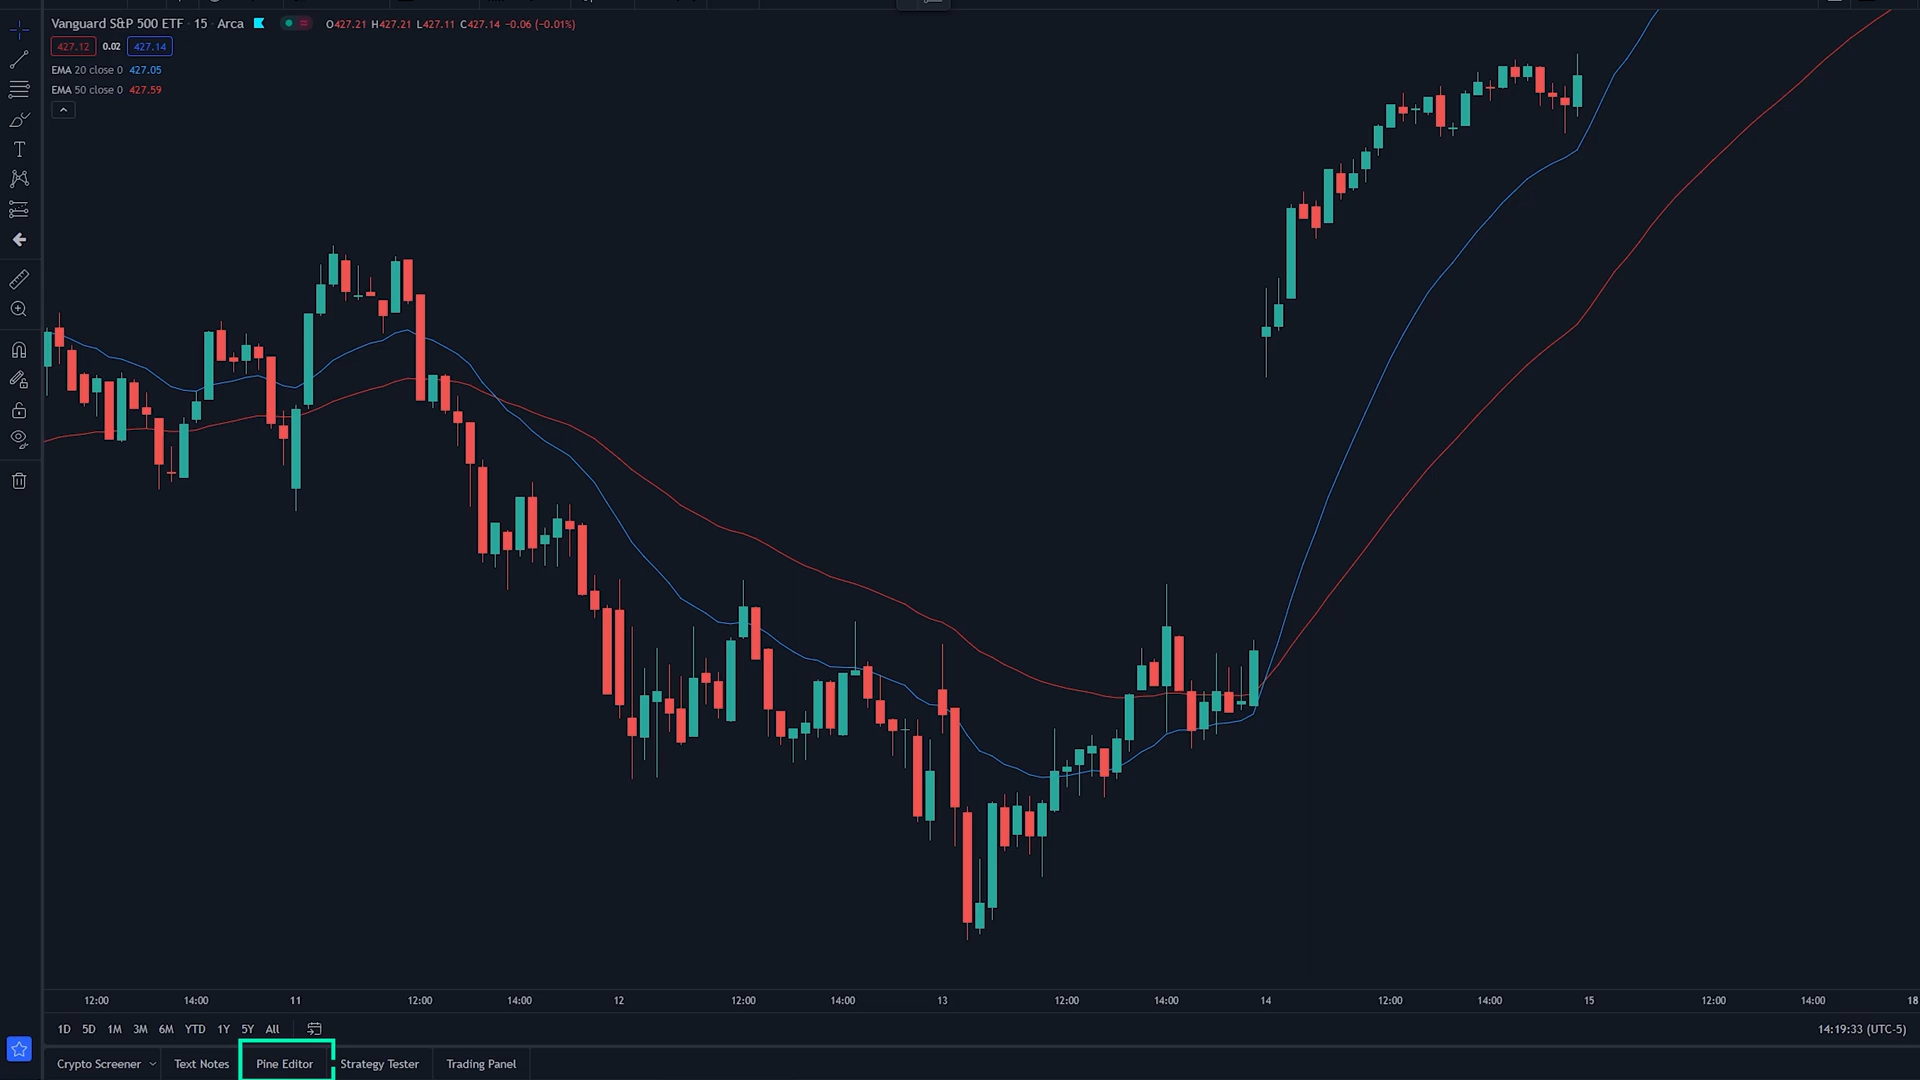 Vanguard S&P 500 ETF · 15 · Arca O427.21 H427.21 L427.11 C427.14 −0.06 (−0.01%)
427.12 0.02 427.14
EMA 20 close 0 427.05
EMA 50 close 0 427.59
12:00 14:00 11 12:00 14:00 12 12:00 14:00 13 12:00 14:00 14 12:00 14:00 15 12:00 14:00 18
1D 5D 1M 3M 6M YTD 1Y 5Y All 14:19:33 (UTC-5)
Crypto Screener Text Notes Pine Editor Strategy Tester Trading Panel